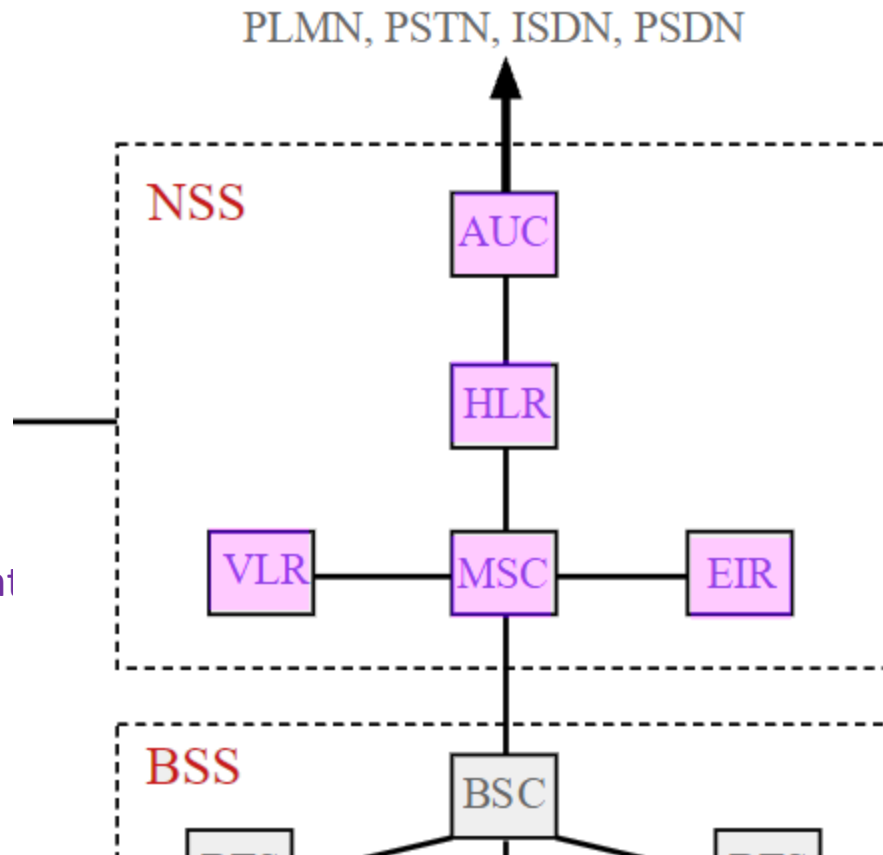 PLMN, PSTN, ISDN, PSDN
NSS
AUC
HLR
VLR MSC EIR
BSS
BSC